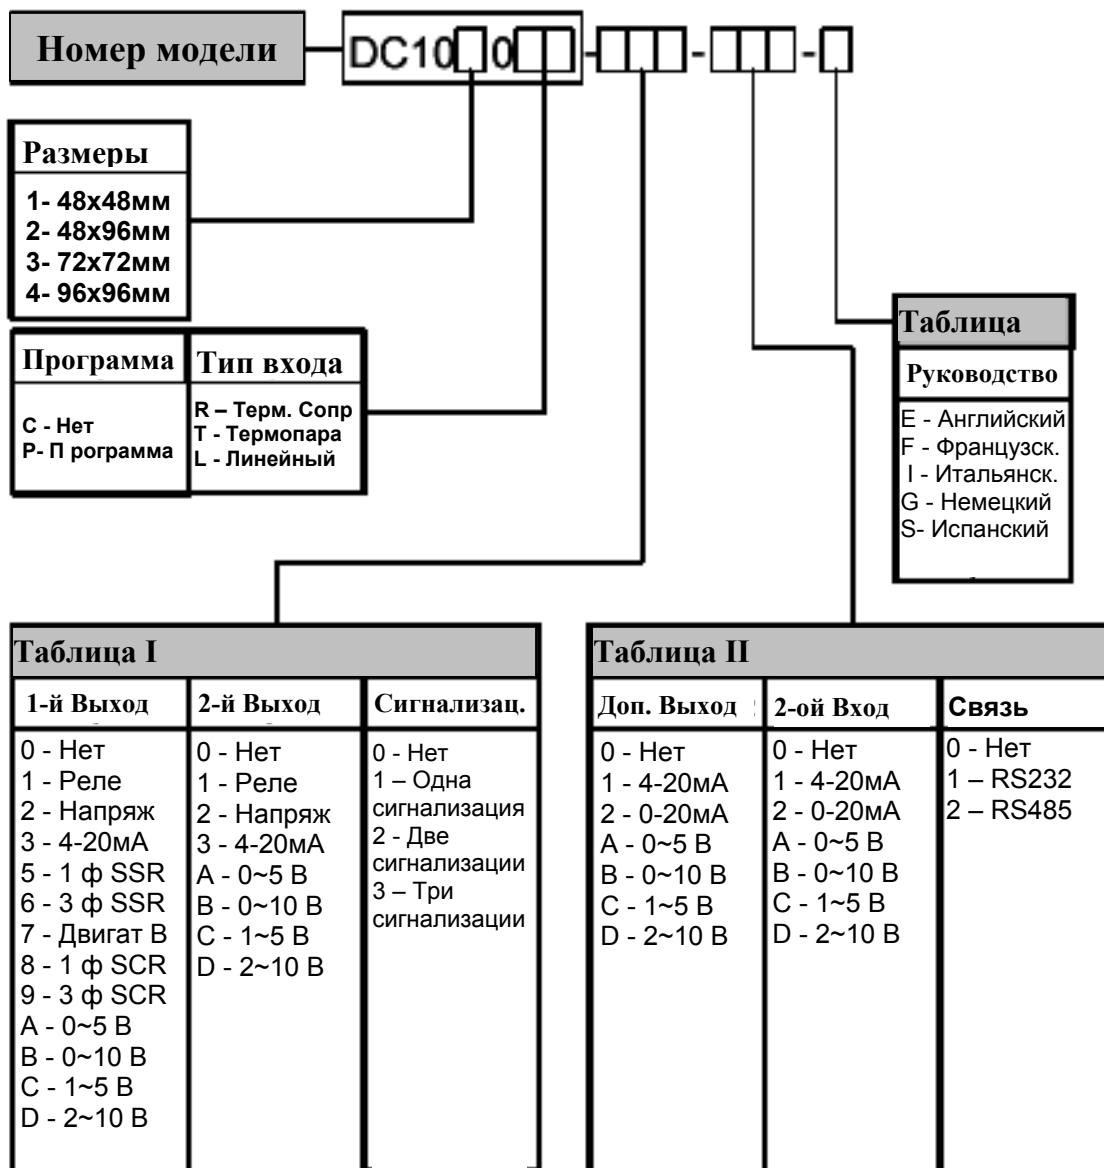 Номер модели
DC10 0 - - -
Размеры
1- 48x48мм
2- 48x96мм
3- 72x72мм
4- 96x96мм
Программа
С - Нет
Р- П рограмма
Тип входа
R – Терм. Сопр
T - Термопара
L - Линейный
Таблица
Руководство
E - Английский
F - Французск.
I - Итальянск.
G - Немецкий
S- Испанский
Таблица I
1-й Выход
0 - Нет
1 - Реле
2 - Напряж
3 - 4-20мА
5 - 1 ф SSR
6 - 3 ф SSR
7 - Двигат В
8 - 1 ф SCR
9 - 3 ф SCR
A - 0~5 В
B - 0~10 В
C - 1~5 В
D - 2~10 В
2-й Выход
0 - Нет
1 - Реле
2 - Напряж
3 - 4-20мА
A - 0~5 В
B - 0~10 В
C - 1~5 В
D - 2~10 В
Сигнализац.
0 - Нет
1 – Одна
сигнализация
2 - Две
сигнализации
3 – Три
сигнализации
Таблица II
Доп. Выход
0 - Нет
1 - 4-20мА
2 - 0-20мА
A - 0~5 В
B - 0~10 В
C - 1~5 В
D - 2~10 В
2-ой Вход
0 - Нет
1 - 4-20мА
2 - 0-20мА
A - 0~5 В
B - 0~10 В
C - 1~5 В
D - 2~10 В
Связь
0 - Нет
1 – RS232
2 – RS485